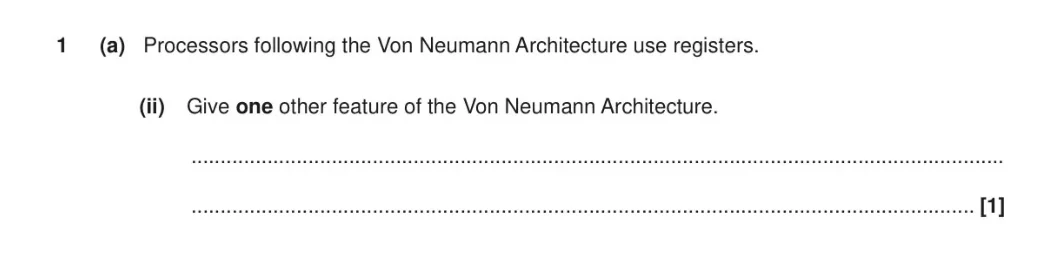 1 (a) Processors following the Von Neumann Architecture use registers.
(ii) Give one other feature of the Von Neumann Architecture.
...................................................................................................................................................
.............................................................................................................................................. [1]